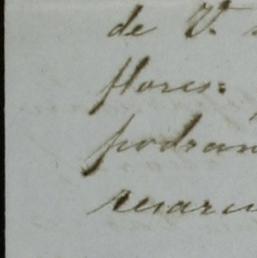 de V.
flores:
podran